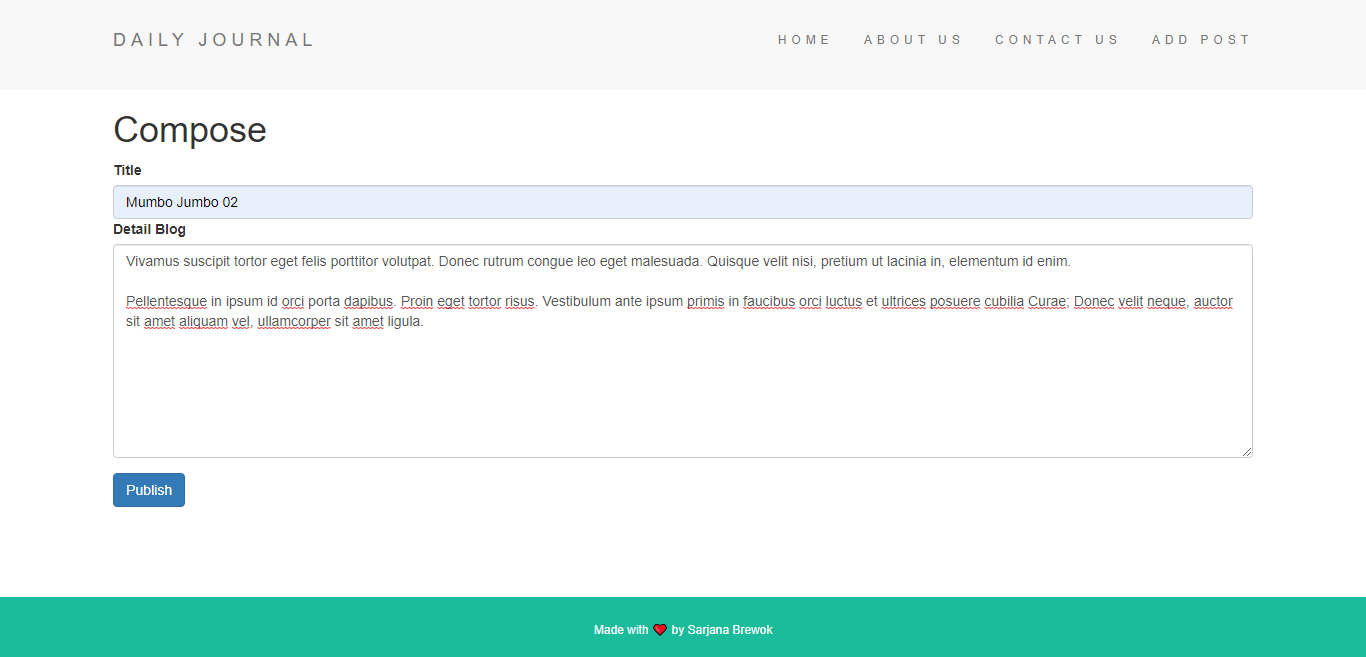 DAILY JOURNAL
HOME ABOUT US CONTACT US ADD POST
Compose
Title
Mumbo Jumbo 02
Detail Blog
Vivamus suscipit tortor eget felis porttitor volutpat. Donec rutrum congue leo eget malesuada. Quisque velit nisi, pretium ut lacinia in, elementum id enim.
Pellentesque in ipsum id orci porta dapibus. Proin eget tortor risus. Vestibulum ante ipsum primis in faucibus orci luctus et ultrices posuere cubilia Curae; Donec velit neque, auctor
sit amet aliquam vel, ullamcorper sit amet ligula.
Publish
Made with ❤ by Sarjana Brewok